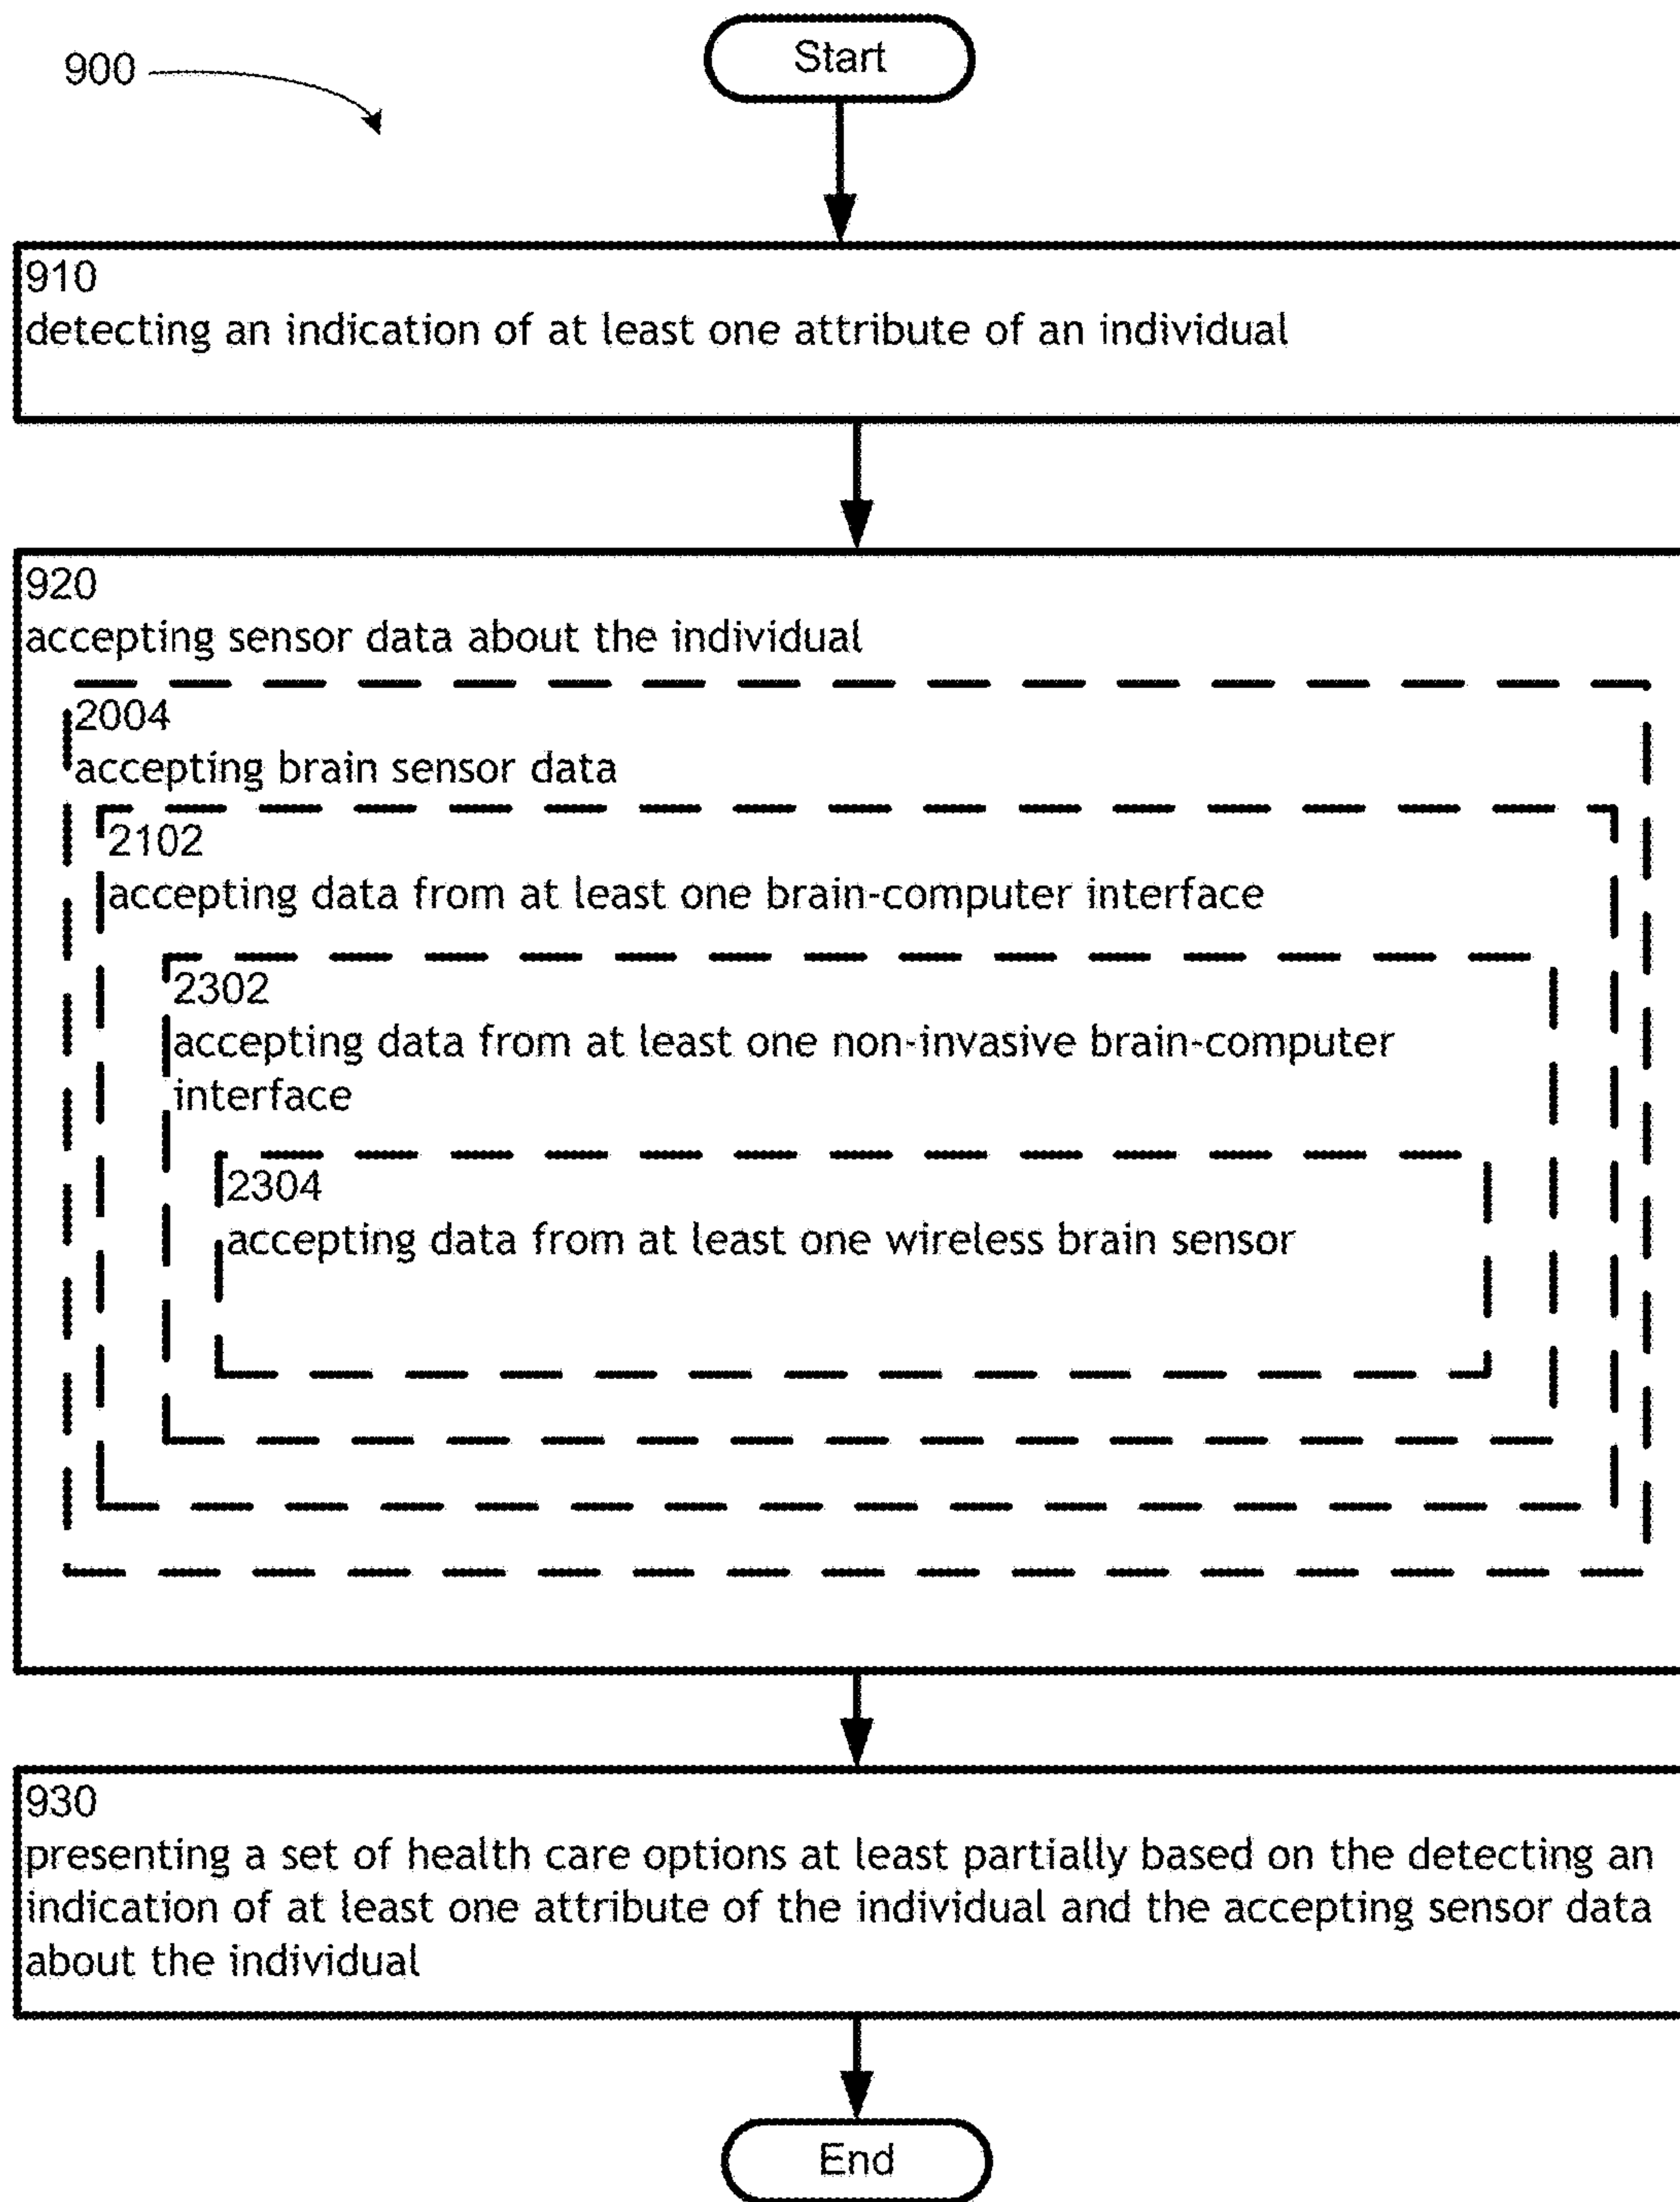 Start
900
910
detecting an indication of at least one attribute of an individual
920
accepting sensor data about the individual
2004
accepting brain sensor data
2102
accepting data from at least one brain-computer interface
2302
accepting data from at least one non-invasive brain-computer
interface
2304
accepting data from at least one wireless brain sensor
930
presenting a set of health care options at least partially based on the detecting an
indication of at least one attribute of the individual and the accepting sensor data
about the individual
End